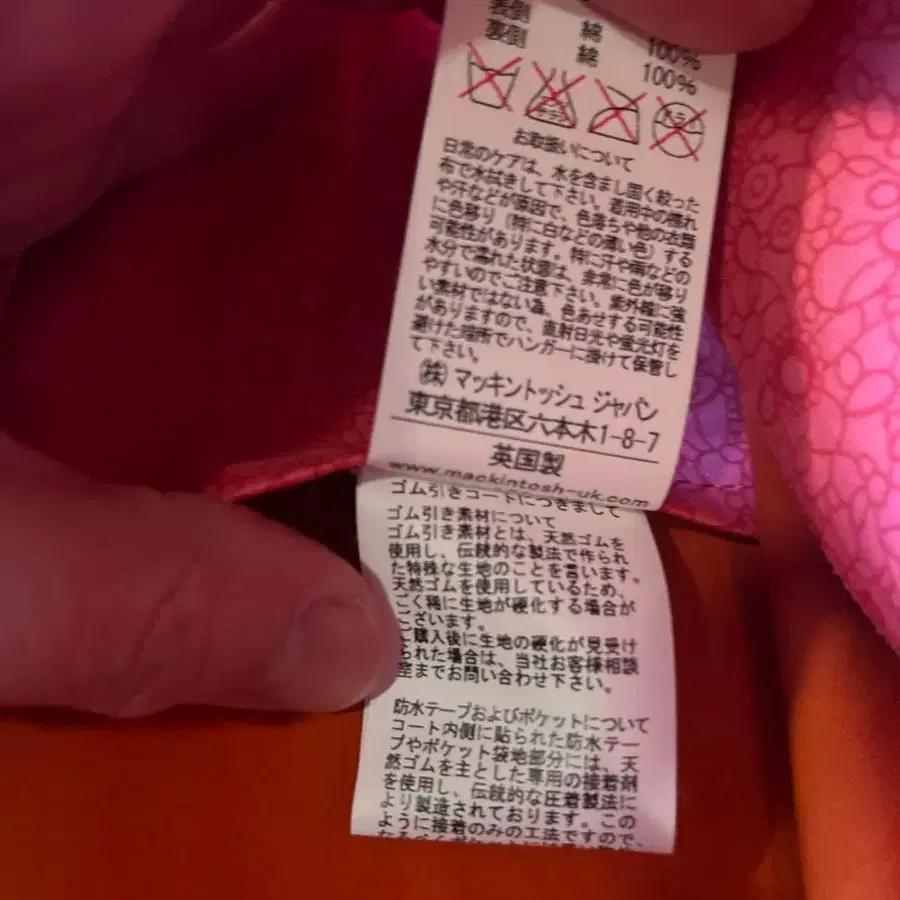 表側 綿 100%
裏側 綿 100%
お取扱いについて
日常のケアは、水を含まし固く絞った
布で水拭きして下さい。着用中の擦れ
や汗などが原因で、色落ちや他の衣類
に色移り（特に白などの薄い色）する
可能性があります。特に汗や雨などの
水分で濡れた状態は、非常に色が移り
やすいのでご注意下さい。紫外線に強
い素材ではない為、色あせする可能性
がありますので、直射日光や蛍光灯を
避けた場所でハンガーに掛けて保管し
て下さい。
㈱ マッキントッシュ ジャパン
東京都港区六本木1-8-7
英国製
www.mackintosh-uk.com
ゴム引きコートにつきまして
ゴム引き素材について
ゴム引き素材とは、天然ゴムを
使用し、伝統的な製法で作られ
た特殊な生地のことを言います。
天然ゴムを使用しているため、
ごく稀に生地が硬化する場合が
ございます。
ご購入後に生地の硬化が見受け
られた場合は、当社お客様相談
室までお問い合わせ下さい。
防水テープおよびポケットについて
コート内側に貼られた防水テー
プやポケット袋地部分には、天
然ゴムを主とした専用の接着剤
を使用し、伝統的な圧着製法に
より製造されております。この
ように接着のみの工法ですので、